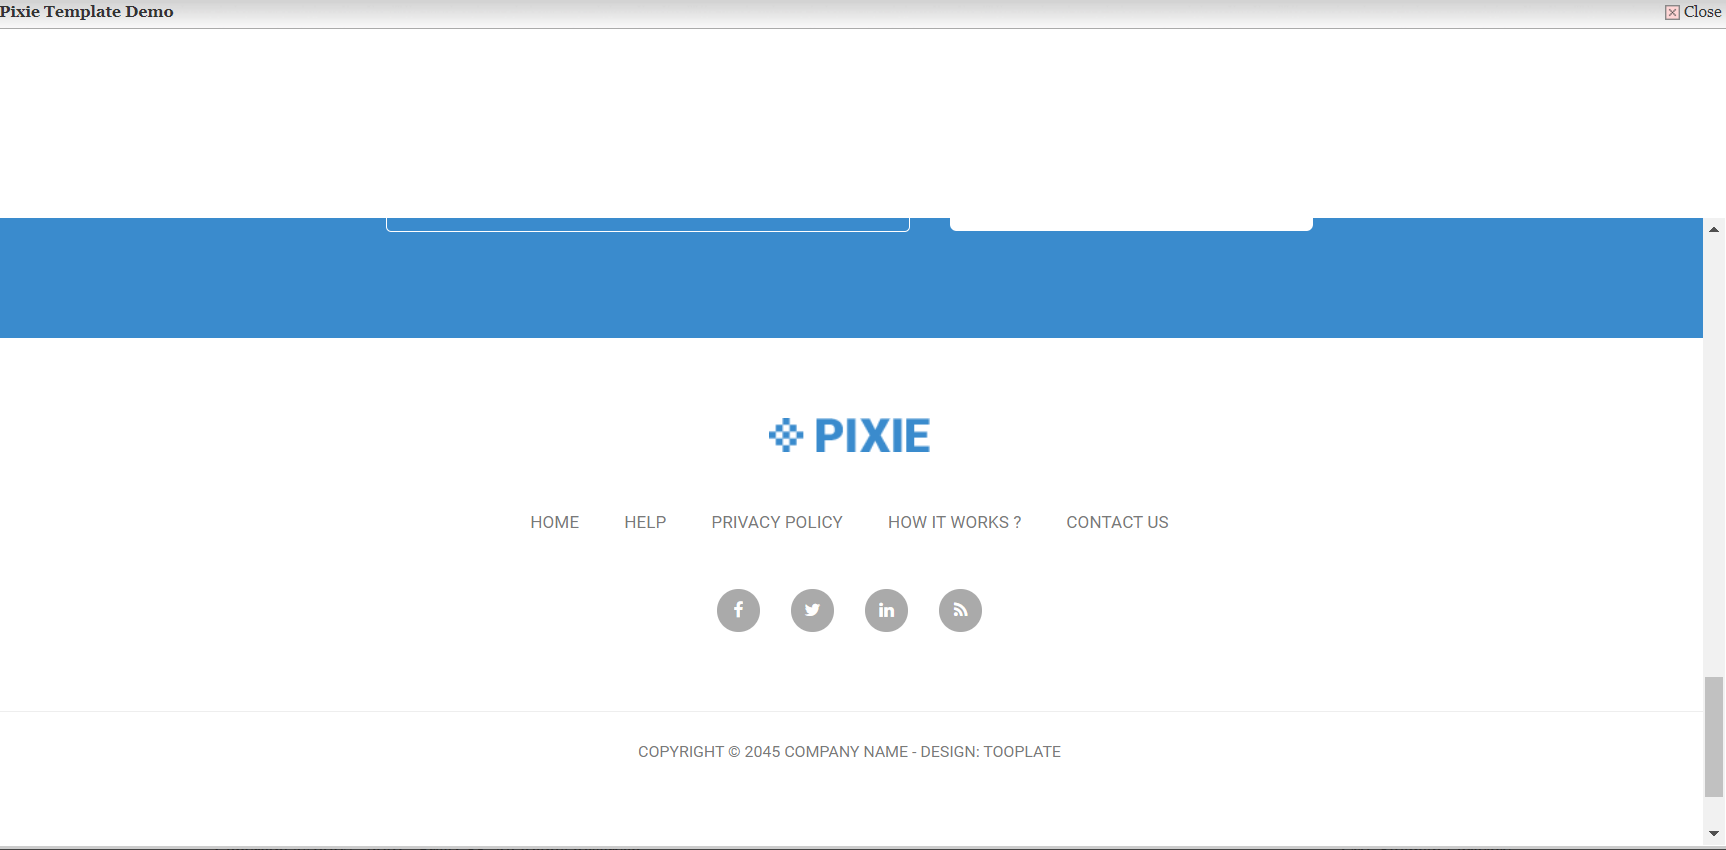 Pixie Template Demo Close
PIXIE
HOME HELP PRIVACY POLICY HOW IT WORKS ? CONTACT US
COPYRIGHT © 2045 COMPANY NAME - DESIGN: TOOPLATE